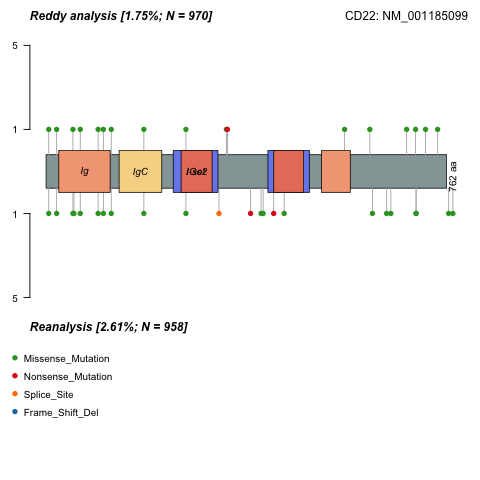 Reddy analysis [1.75%; N = 970]
CD22: NM_001185099
5
1
Ig
IgC
762 aa
1
5
Reanalysis [2.61%; N = 958]
Missense_Mutation
Nonsense_Mutation
Splice_Site
Frame_Shift_Del